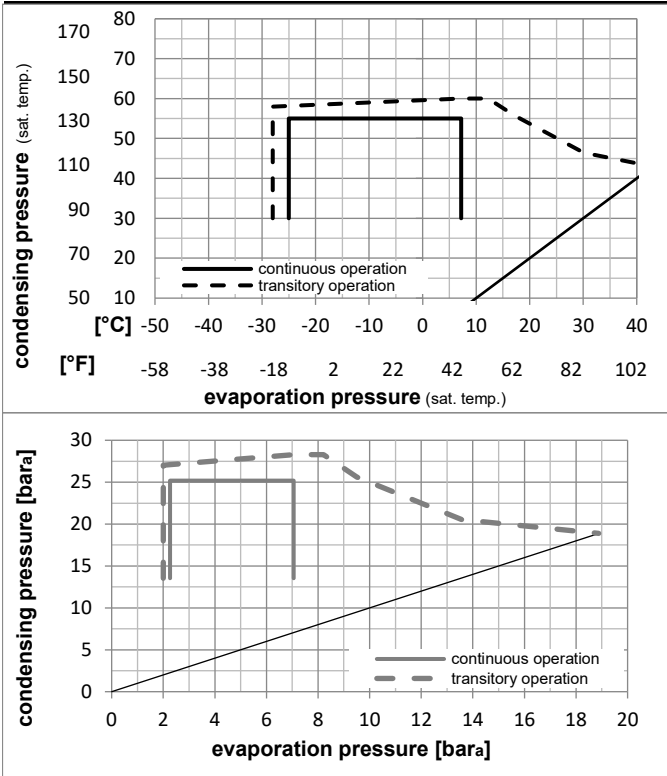 condensing pressure (sat. temp.)
170 80
150 70
60
130 50
110 40
90 30
70 20
50 10
continuous operation
transitory operation
[°C] -50 -40 -30 -20 -10 0 10 20 30 40
[°F] -58 -38 -18 2 22 42 62 82 102
evaporation pressure (sat. temp.)
condensing pressure [bara]
30
25
20
15
10
5
0
continuous operation
transitory operation
0 2 4 6 8 10 12 14 16 18 20
evaporation pressure [bara]